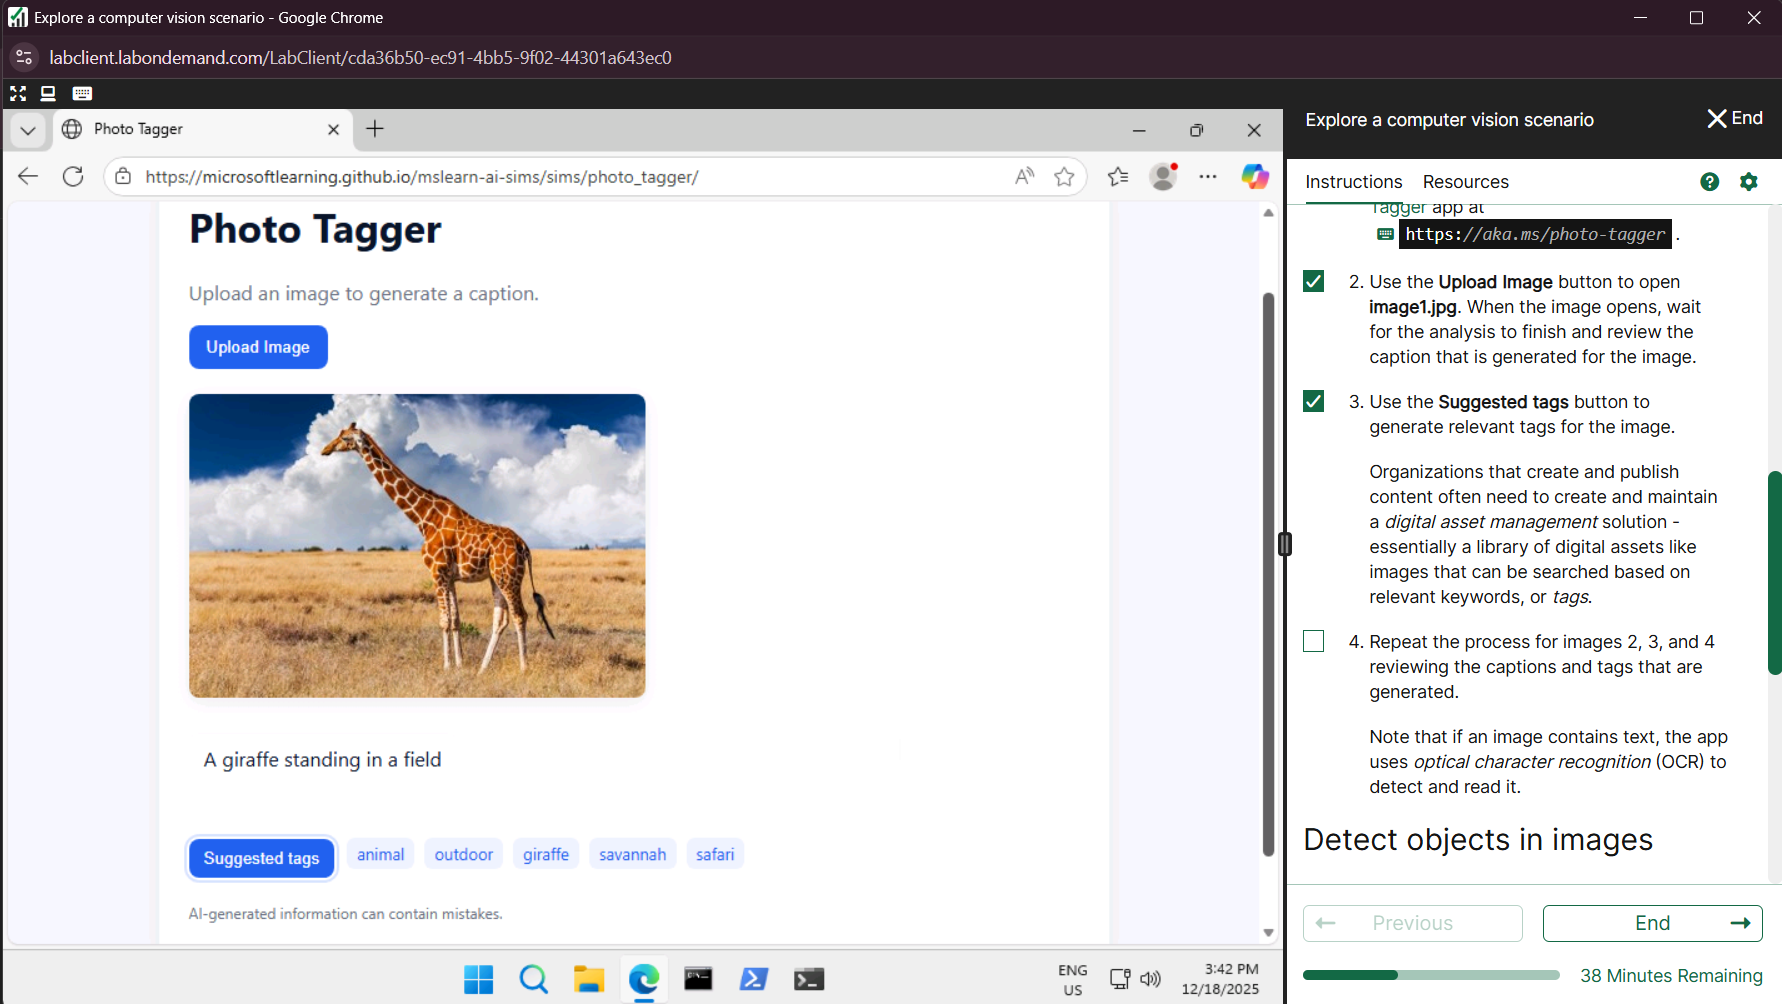 Explore a computer vision scenario - Google Chrome
labclient.labondemand.com/LabClient/cda36b50-ec91-4bb5-9f02-44301a643ec0
Photo Tagger
https://microsoftlearning.github.io/mslearn-ai-sims/sims/photo_tagger/
Photo Tagger
Upload an image to generate a caption.
Upload Image
A giraffe standing in a field
Suggested tags
animal
outdoor
giraffe
savannah
safari
AI-generated information can contain mistakes.
ENG
US
3:42 PM
12/18/2025
Explore a computer vision scenario
End
Instructions
Resources
Tagger app at
https://aka.ms/photo-tagger .
2. Use the Upload Image button to open
image1.jpg. When the image opens, wait
for the analysis to finish and review the
caption that is generated for the image.
3. Use the Suggested tags button to
generate relevant tags for the image.
Organizations that create and publish
content often need to create and maintain
a digital asset management solution -
essentially a library of digital assets like
images that can be searched based on
relevant keywords, or tags.
4. Repeat the process for images 2, 3, and 4
reviewing the captions and tags that are
generated.
Note that if an image contains text, the app
uses optical character recognition (OCR) to
detect and read it.
Detect objects in images
Previous
End
38 Minutes Remaining